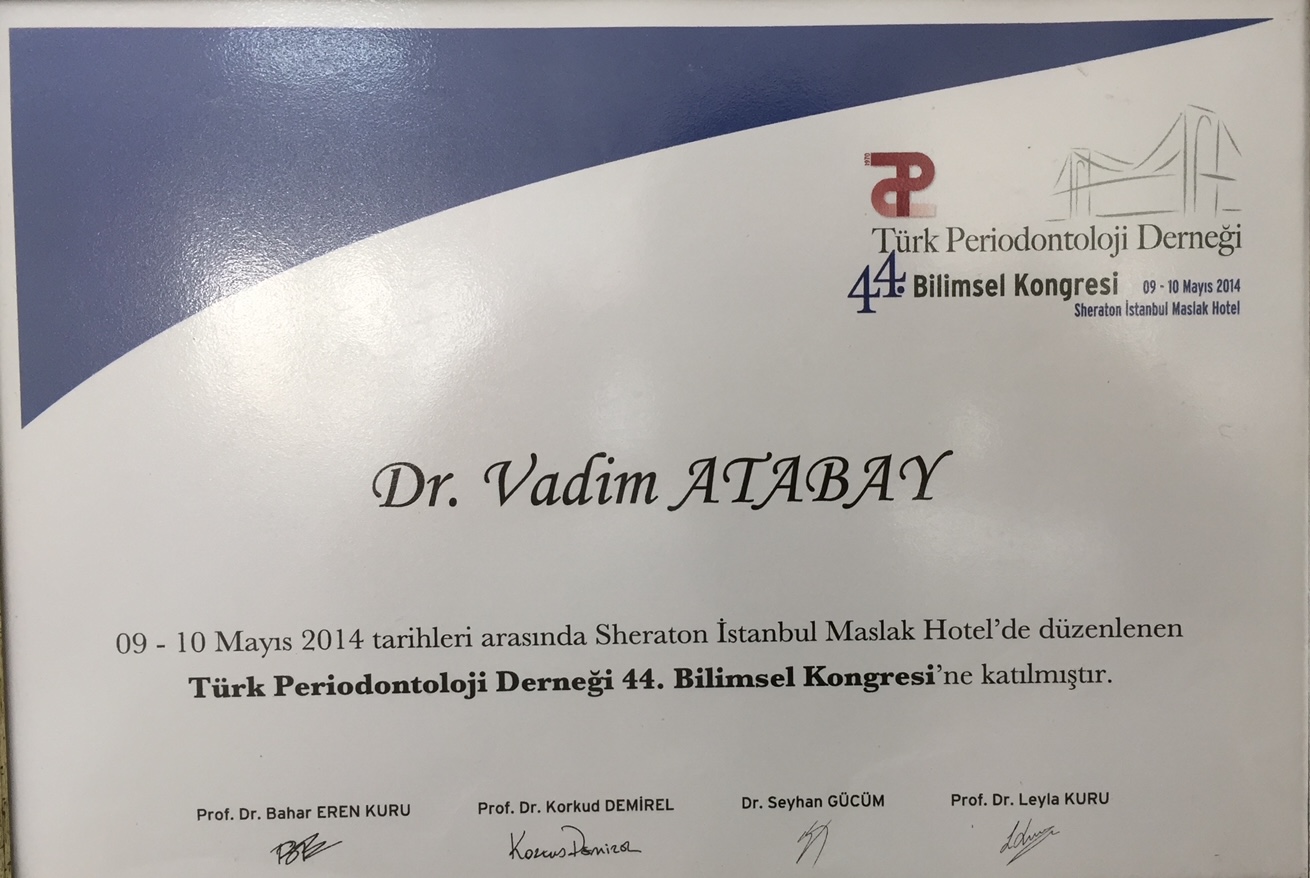 1970
Türk Periodontoloji Derneği
44. Bilimsel Kongresi 09 - 10 Mayıs 2014
Sheraton İstanbul Maslak Hotel
Dr. Vadim ATABAY
09 - 10 Mayıs 2014 tarihleri arasında Sheraton İstanbul Maslak Hotel’de düzenlenen
Türk Periodontoloji Derneği 44. Bilimsel Kongresi’ne katılmıştır.
Prof. Dr. Bahar EREN KURU Prof. Dr. Korkud DEMİREL Dr. Seyhan GÜCÜM Prof. Dr. Leyla KURU